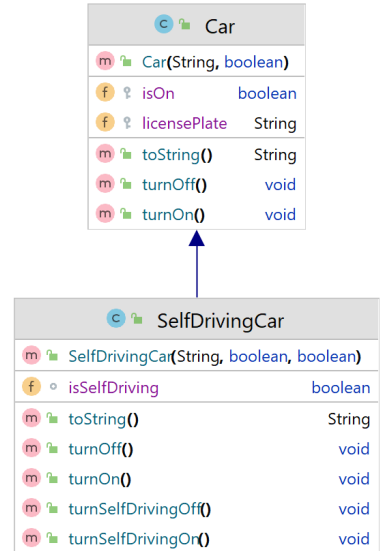 Car
Car(String, boolean)
isOn boolean
licensePlate String
toString() String
turnOff() void
turnOn() void
SelfDrivingCar
SelfDrivingCar(String, boolean, boolean)
isSelfDriving boolean
toString() String
turnOff() void
turnOn() void
turnSelfDrivingOff() void
turnSelfDrivingOn() void